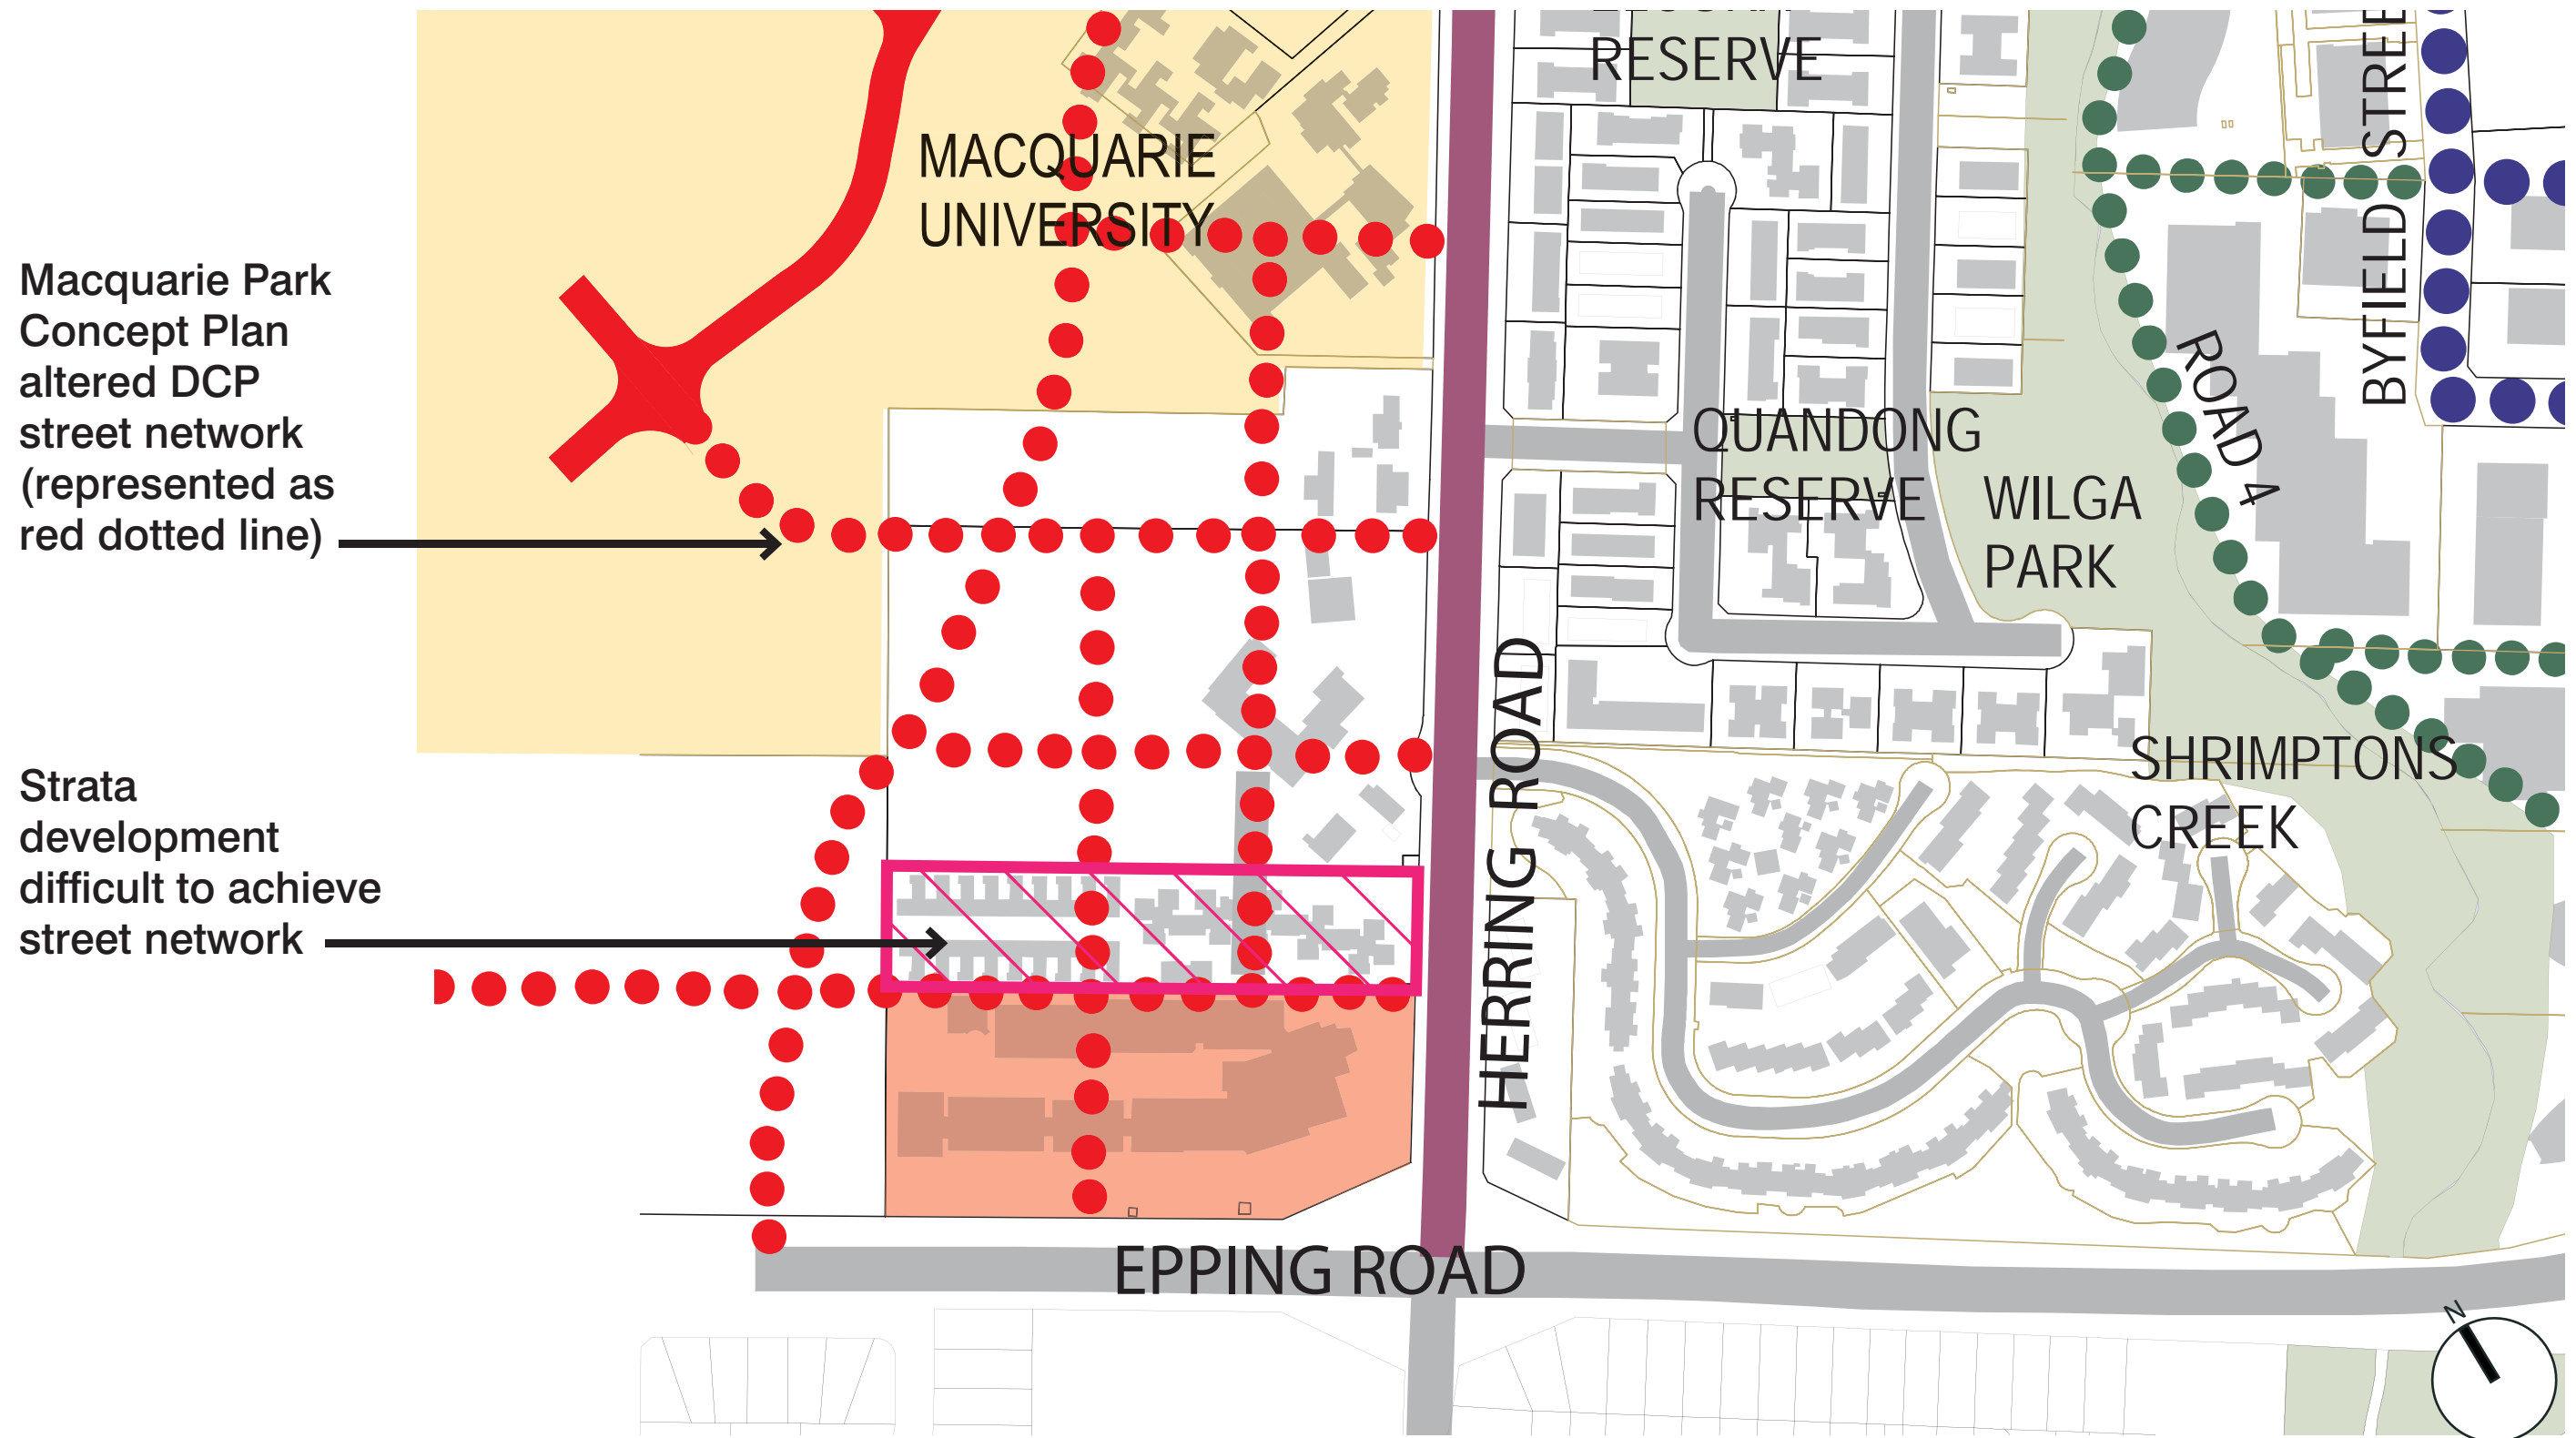 RESERVE
MACQUARIE
UNIVERSITY
BYFIELD STREE
Macquarie Park
Concept Plan
altered DCP
street network
(represented as
red dotted line)
ROAD 4
QUANDONG
RESERVE
WILGA
PARK
Strata
development
difficult to achieve
street network
SHRIMPTONS
CREEK
HERRING ROAD
EPPING ROAD
N